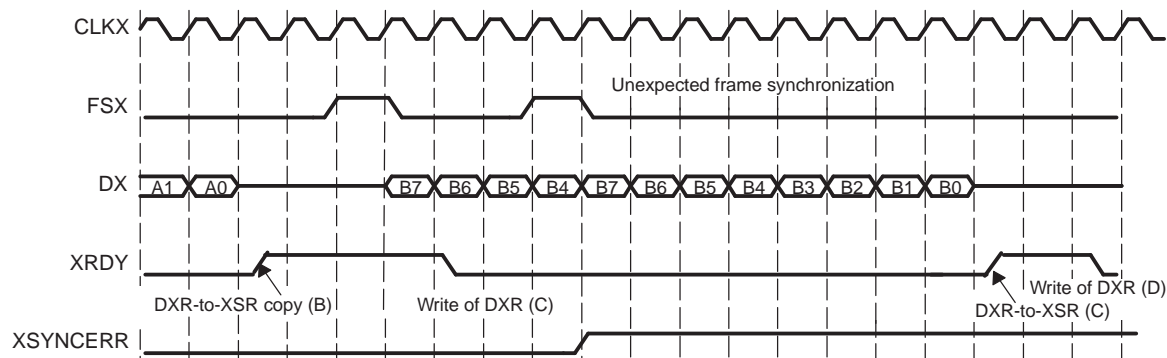 CLKX
FSX
Unexpected frame synchronization
DX
A1 A0 B7 B6 B5 B4 B7 B6 B5 B4 B3 B2 B1 B0
XRDY
DXR-to-XSR copy (B)
Write of DXR (C)
Write of DXR (D)
DXR-to-XSR (C)
XSYNCERR